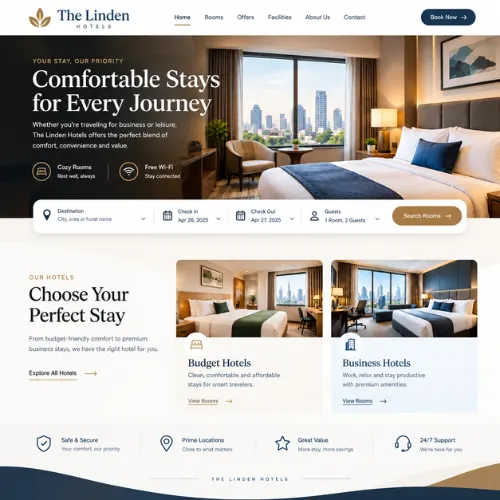 The Linden
HOTELS
Home Rooms Offers Facilities About Us Contact
Book Now
YOUR STAY, OUR PRIORITY
Comfortable Stays
for Every Journey
Whether you're traveling for business or leisure,
The Linden Hotels offers the perfect blend of
comfort, convenience and value.
Cozy Rooms
Rest well, always
Free Wi-Fi
Stay connected
Destination
City, area or hotel name
Check In
Apr 26, 2025
Check Out
Apr 27, 2025
Guests
1 Room, 2 Guests
Search Rooms
OUR HOTELS
Choose Your
Perfect Stay
From budget-friendly comfort to premium
business stays, we have the right hotel for you.
Explore All Hotels
Budget Hotels
Clean, comfortable and affordable
stays for smart travelers.
View Rooms
Business Hotels
Work, relax and stay productive
with premium amenities.
View Rooms
Safe & Secure
Your comfort, our priority
Prime Locations
Close to what matters
Great Value
More stay, more savings
24/7 Support
We're here for you
THE LINDEN HOTELS